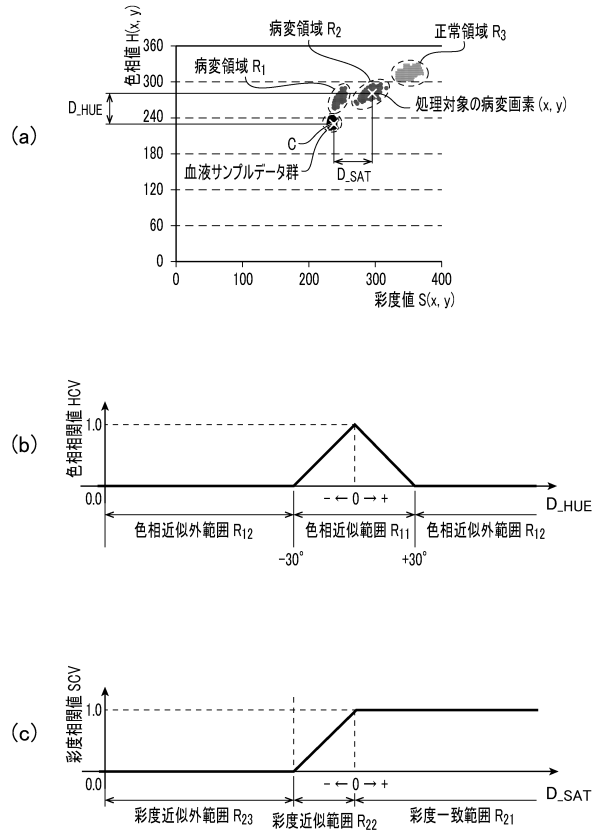 (a)
色相値 H(x, y)
病変領域 R2
正常領域 R3
病変領域 R1
D_HUE
処理対象の病変画素 (x, y)
C
血液サンプルデータ群
D_SAT
360
300
240
180
120
60
0
0 100 200 300 400
彩度値 S(x, y)
(b)
色相相関値 HCV
1.0
0.0
- ← 0 → +
D_HUE
色相近似外範囲 R12
色相近似範囲 R11
色相近似外範囲 R12
-30°
+30°
(c)
彩度相関値 SCV
1.0
0.0
- ← 0 → +
D_SAT
彩度近似外範囲 R23
彩度近似範囲 R22
彩度一致範囲 R21